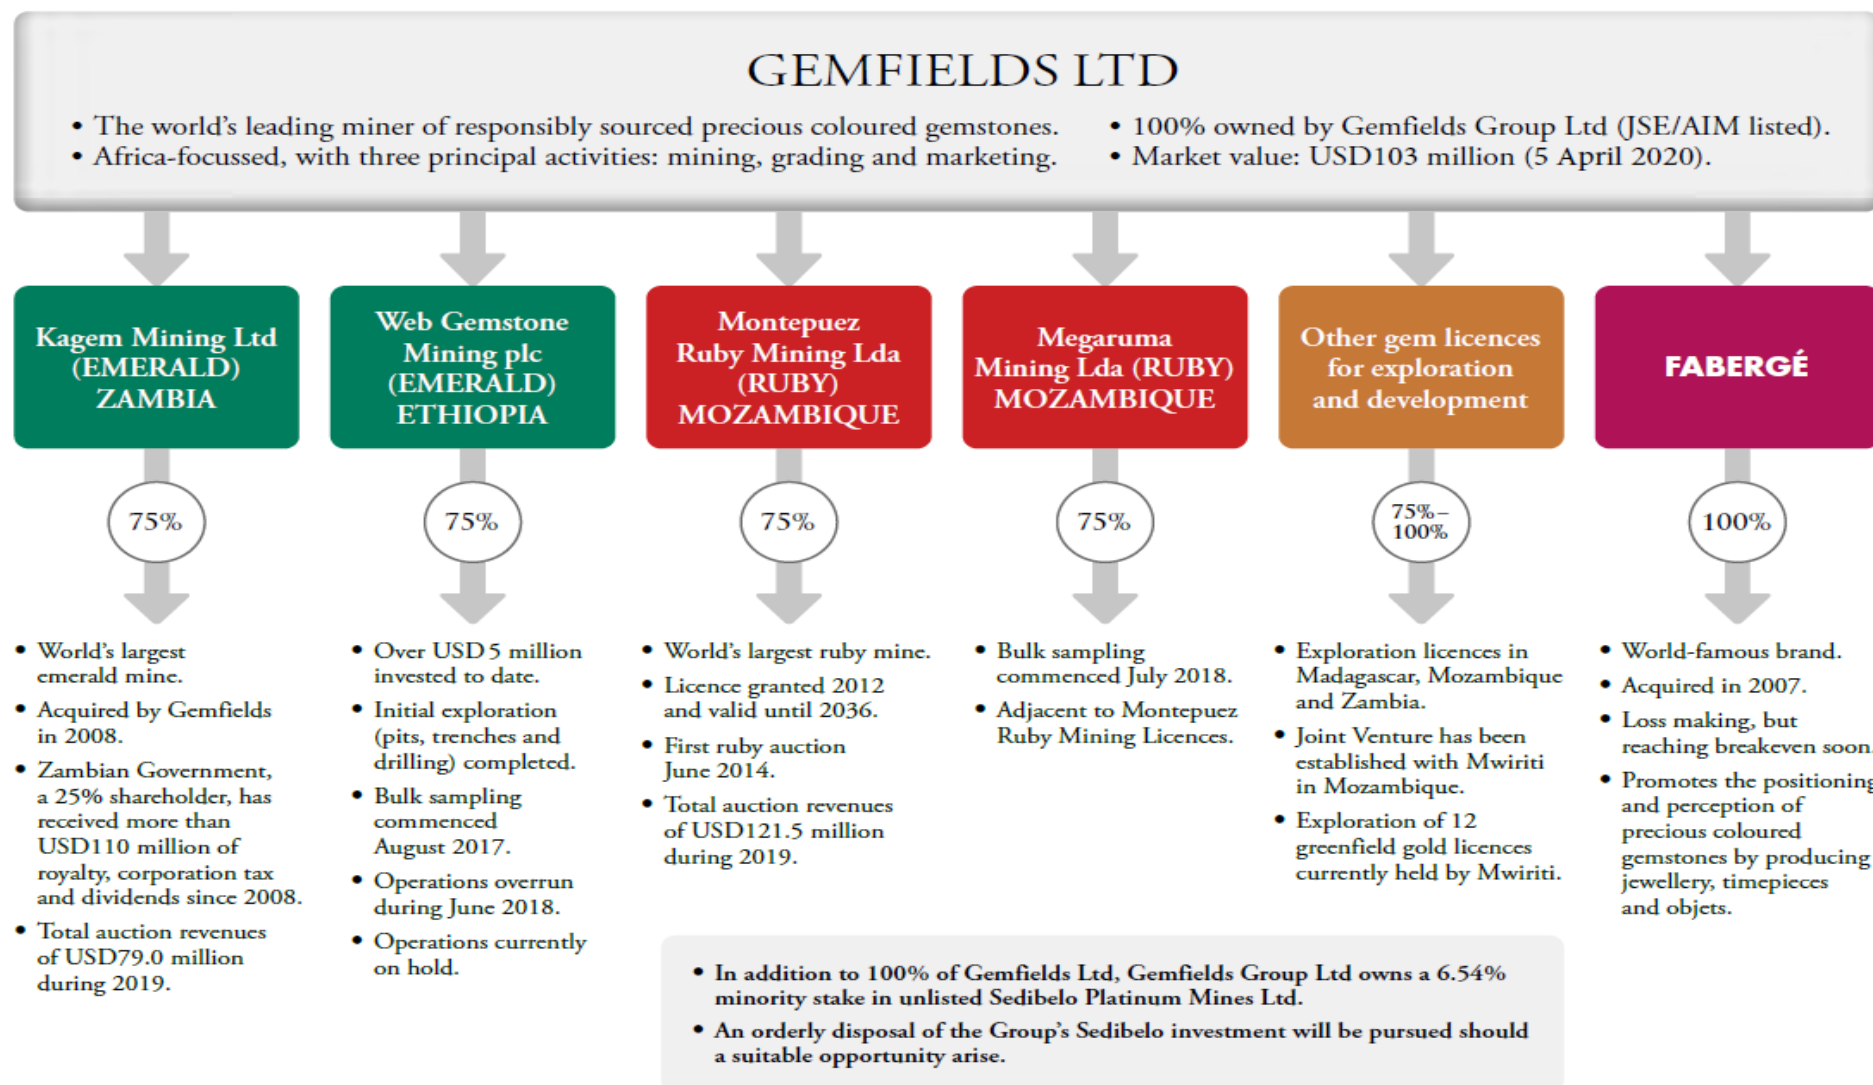 GEMFIELDS LTD
• The world's leading miner of responsibly sourced precious coloured gemstones.
• Africa-focussed, with three principal activities: mining, grading and marketing.
• 100% owned by Gemfields Group Ltd (JSE/AIM listed).
• Market value: USD103 million (5 April 2020).
Kagem Mining Ltd
(EMERALD)
ZAMBIA
75%
• World's largest
emerald mine.
• Acquired by Gemfields
in 2008.
• Zambian Government,
a 25% shareholder, has
received more than
USD110 million of
royalty, corporation tax
and dividends since 2008.
• Total auction revenues
of USD79.0 million
during 2019.
Web Gemstone
Mining plc
(EMERALD)
ETHIOPIA
75%
• Over USD 5 million
invested to date.
• Initial exploration
(pits, trenches and
drilling) completed.
• Bulk sampling
commenced
August 2017.
• Operations overrun
during June 2018.
• Operations currently
on hold.
Montepuez
Ruby Mining Lda
(RUBY)
MOZAMBIQUE
75%
• World's largest ruby mine.
• Licence granted 2012
and valid until 2036.
• First ruby auction
June 2014.
• Total auction revenues
of USD121.5 million
during 2019.
Megaruma
Mining Lda (RUBY)
MOZAMBIQUE
75%
• Bulk sampling
commenced July 2018.
• Adjacent to Montepuez
Ruby Mining Licences.
Other gem licences
for exploration
and development
75%–
100%
• Exploration licences in
Madagascar, Mozambique
and Zambia.
• Joint Venture has been
established with Mwiriti
in Mozambique.
• Exploration of 12
greenfield gold licences
currently held by Mwiriti.
FABERGÉ
100%
• World-famous brand.
• Acquired in 2007.
• Loss making, but
reaching breakeven soon.
• Promotes the positioning
and perception of
precious coloured
gemstones by producing
jewellery, timepieces
and objets.
• In addition to 100% of Gemfields Ltd, Gemfields Group Ltd owns a 6.54%
minority stake in unlisted Sedibelo Platinum Mines Ltd.
• An orderly disposal of the Group's Sedibelo investment will be pursued should
a suitable opportunity arise.